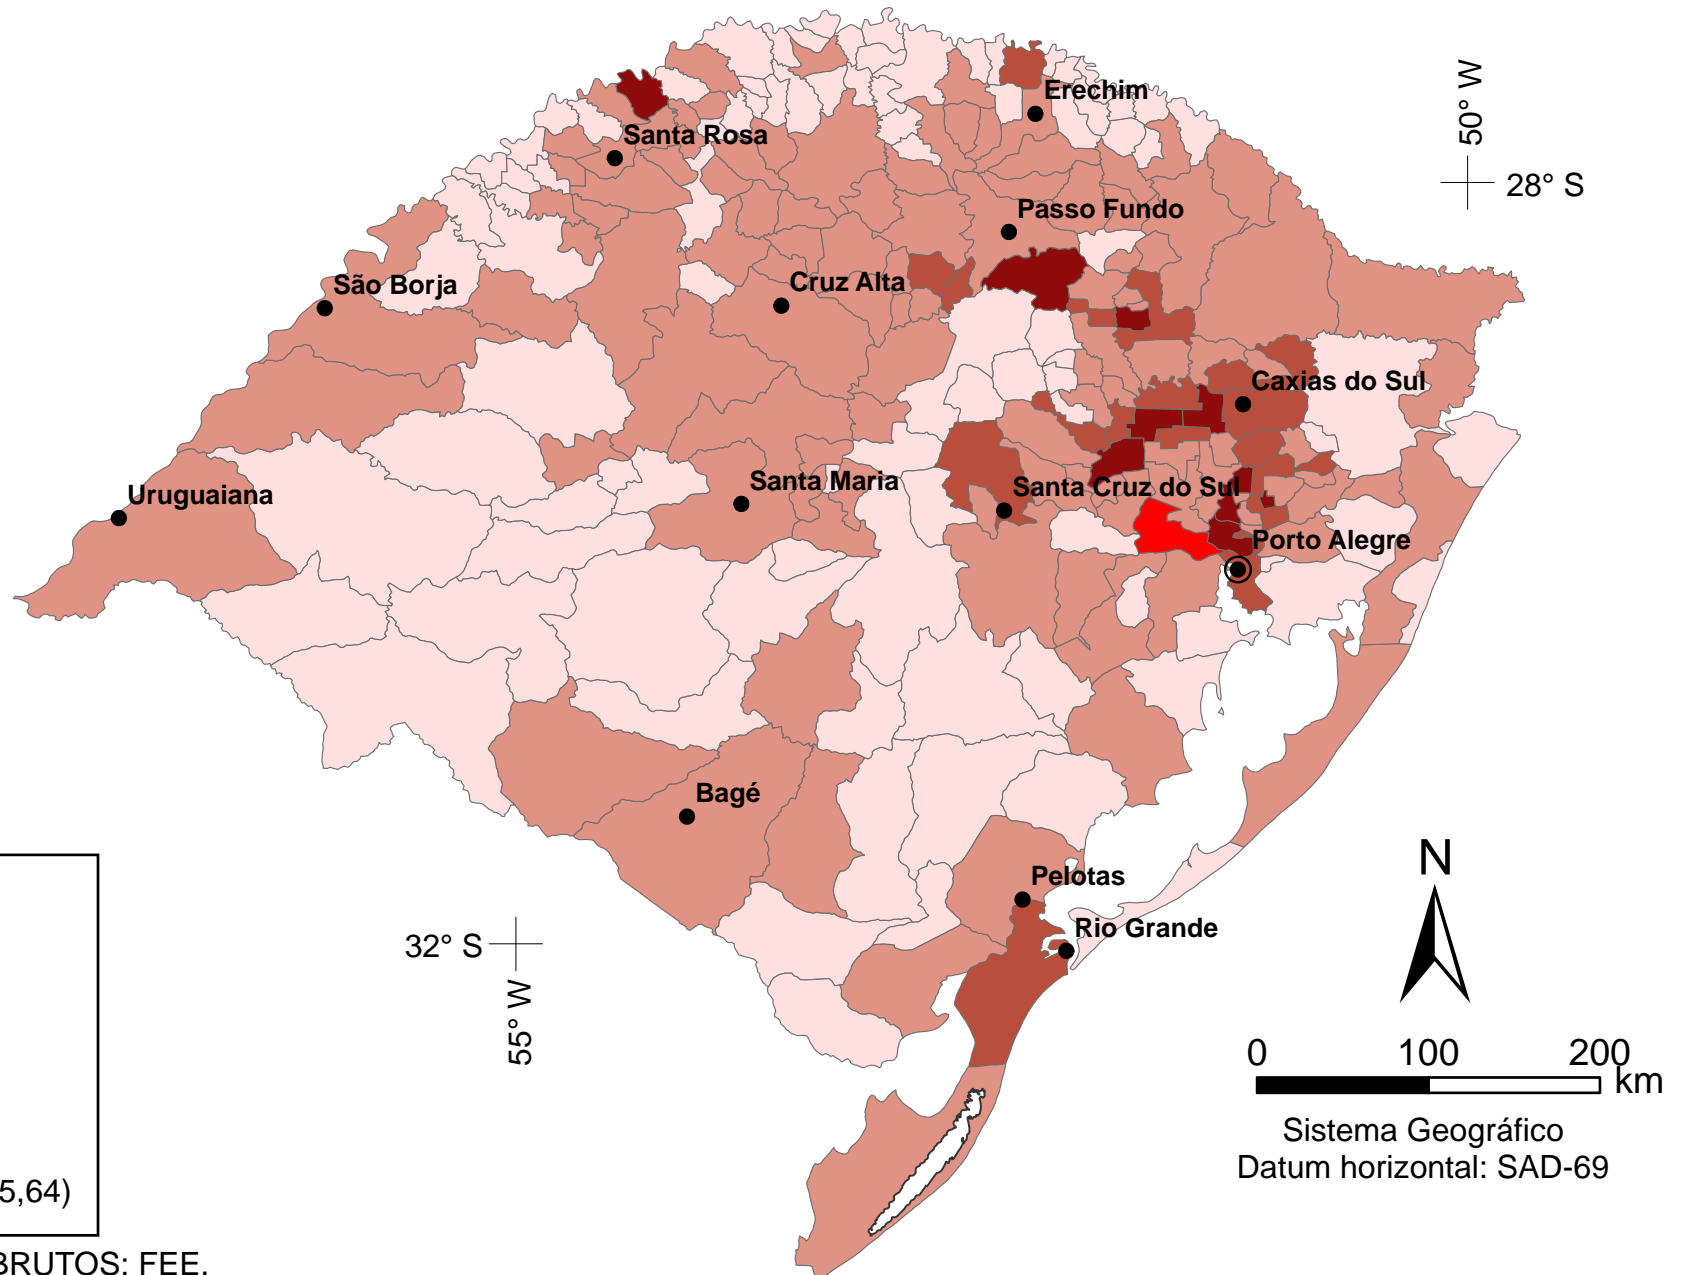 50° W
28° S
Erechim
Santa Rosa
Passo Fundo
São Borja
Cruz Alta
Caxias do Sul
Uruguaiana
Santa Maria
Santa Cruz do Sul
Porto Alegre
Bagé
Pelotas
Rio Grande
32° S
55° W
N
0 100 200
km
Sistema Geográfico
Datum horizontal: SAD-69
5,64)
BRUTOS: FEE.